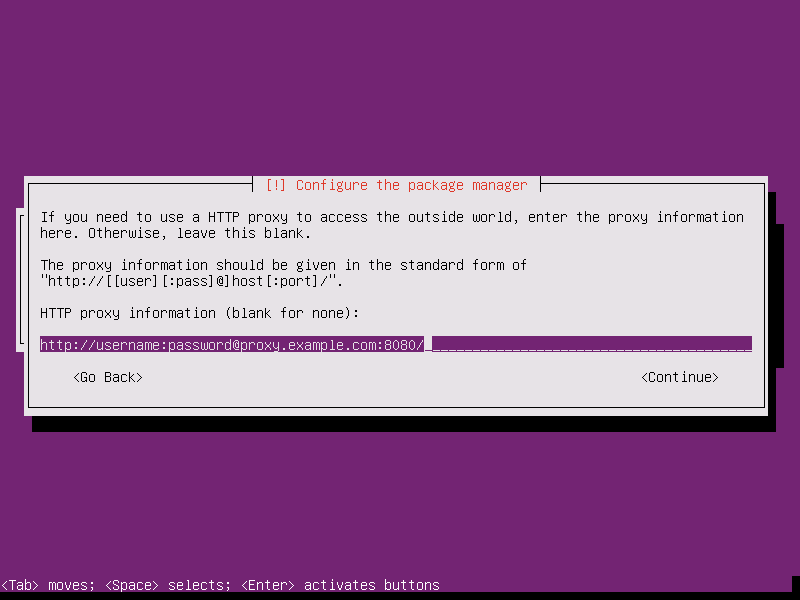 [!] Configure the package manager
If you need to use a HTTP proxy to access the outside world, enter the proxy information
here. Otherwise, leave this blank.
The proxy information should be given in the standard form of
"http://[[user][:pass]@]host[:port]/".
HTTP proxy information (blank for none):
http://username:password@proxy.example.com:8080/
<Go Back> <Continue>
<Tab> moves; <Space> selects; <Enter> activates buttons